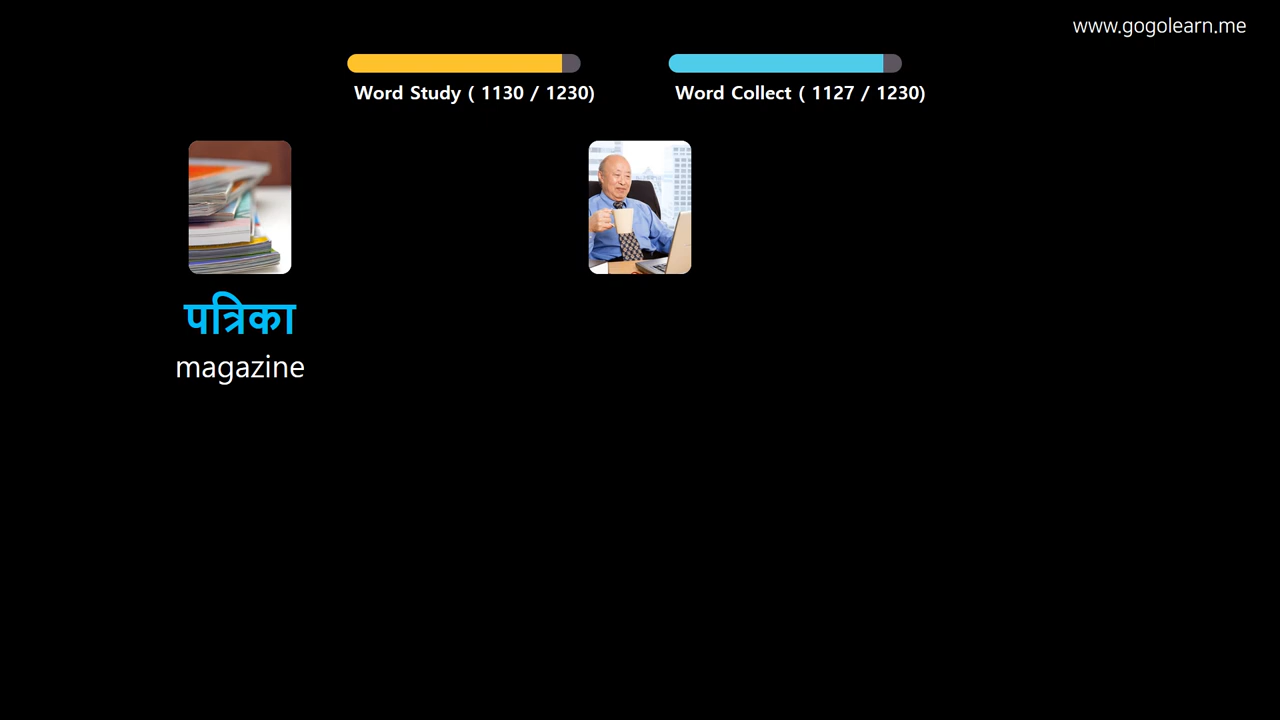 www.gogolearn.me
Word Study ( 1130 / 1230)
Word Collect ( 1127 / 1230)
पत्रिका
magazine